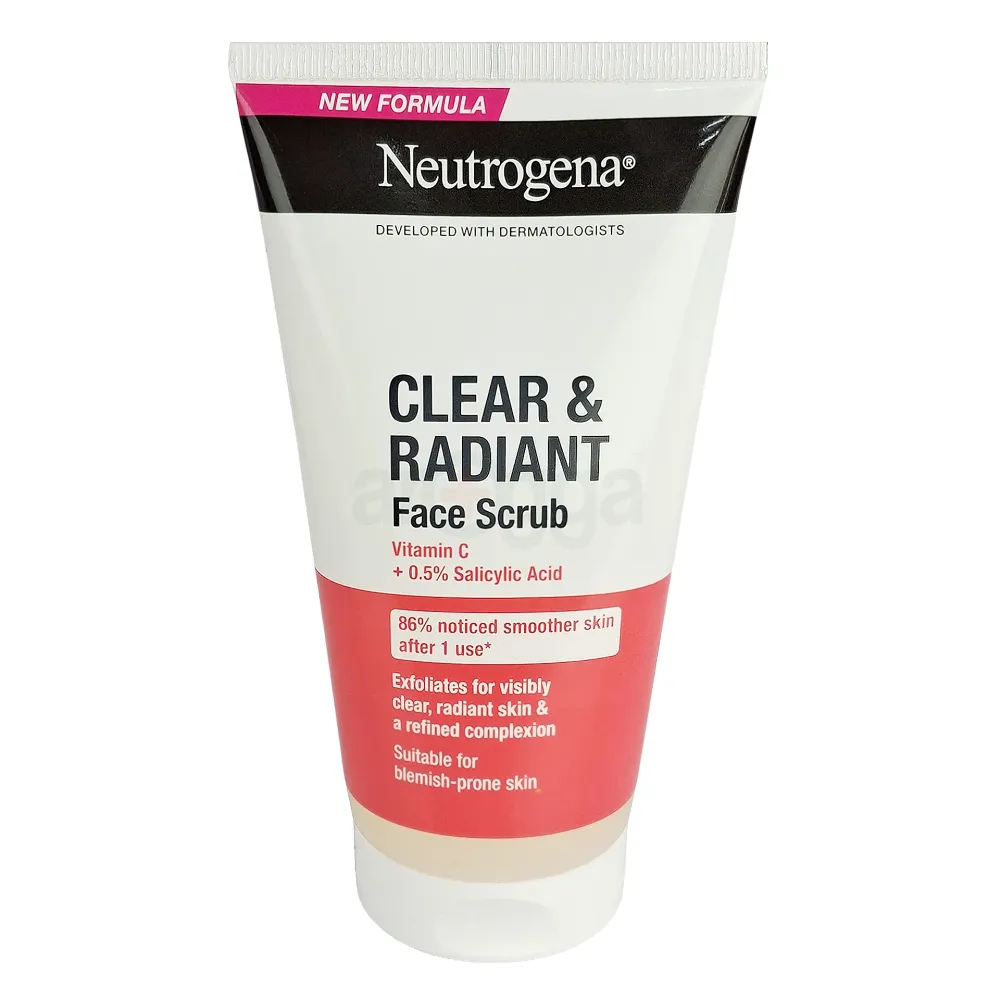 NEW FORMULA
Neutrogena®
DEVELOPED WITH DERMATOLOGISTS
CLEAR &
RADIANT
Face Scrub
Vitamin C
+ 0.5% Salicylic Acid
86% noticed smoother skin
after 1 use*
Exfoliates for visibly
clear, radiant skin &
a refined complexion
Suitable for
blemish-prone skin